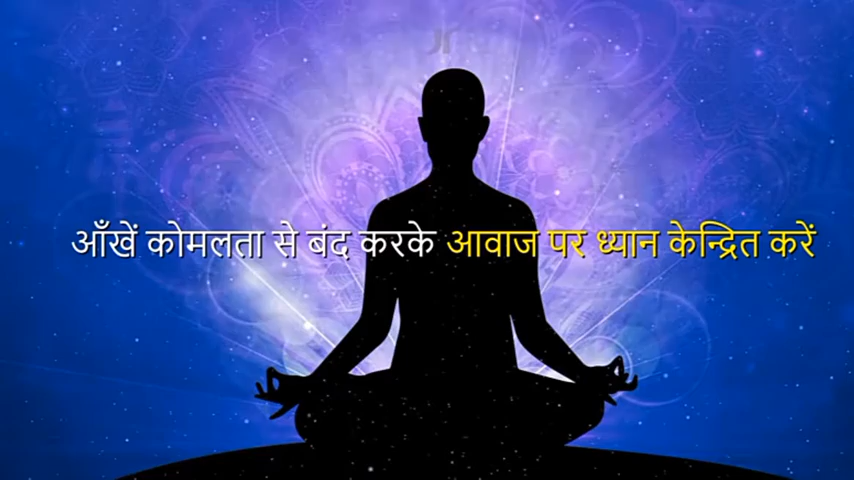 आँखें कोमलता से बंद करके आवाज पर ध्यान केन्द्रित करें